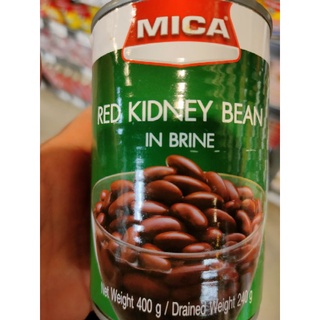 MICA
RED KIDNEY BEAN
IN BRINE
Net Weight 400 g / Drained Weight 240 g